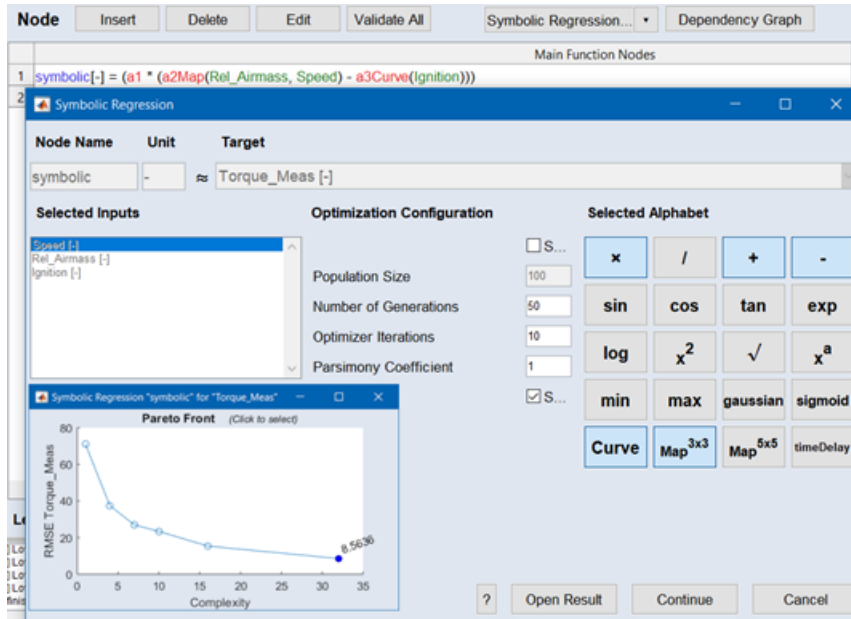 Node Insert Delete Edit Validate All Symbolic Regression... Dependency Graph
Main Function Nodes
1 symbolic[-] = (a1 * (a2Map(Rel_Airmass, Speed) - a3Curve(Ignition)))
2
Symbolic Regression
Node Name Unit Target
symbolic - ≈ Torque_Meas [-]
Selected Inputs Optimization Configuration Selected Alphabet
Speed [-]
Rel_Airmass [-]
Ignition [-]
S...
Population Size 100
Number of Generations 50
Optimizer Iterations 10
Parsimony Coefficient 1
S...
× / + -
sin cos tan exp
log x² √ xᵃ
min max gaussian sigmoid
Curve Map³ˣ³ Map⁵ˣ⁵ timeDelay
Symbolic Regression "symbolic" for "Torque_Meas"
Pareto Front (Click to select)
RMSE Torque_Meas
80
60
40
20
0
8.5636
0 5 10 15 20 25 30 35
Complexity
? Open Result Continue Cancel